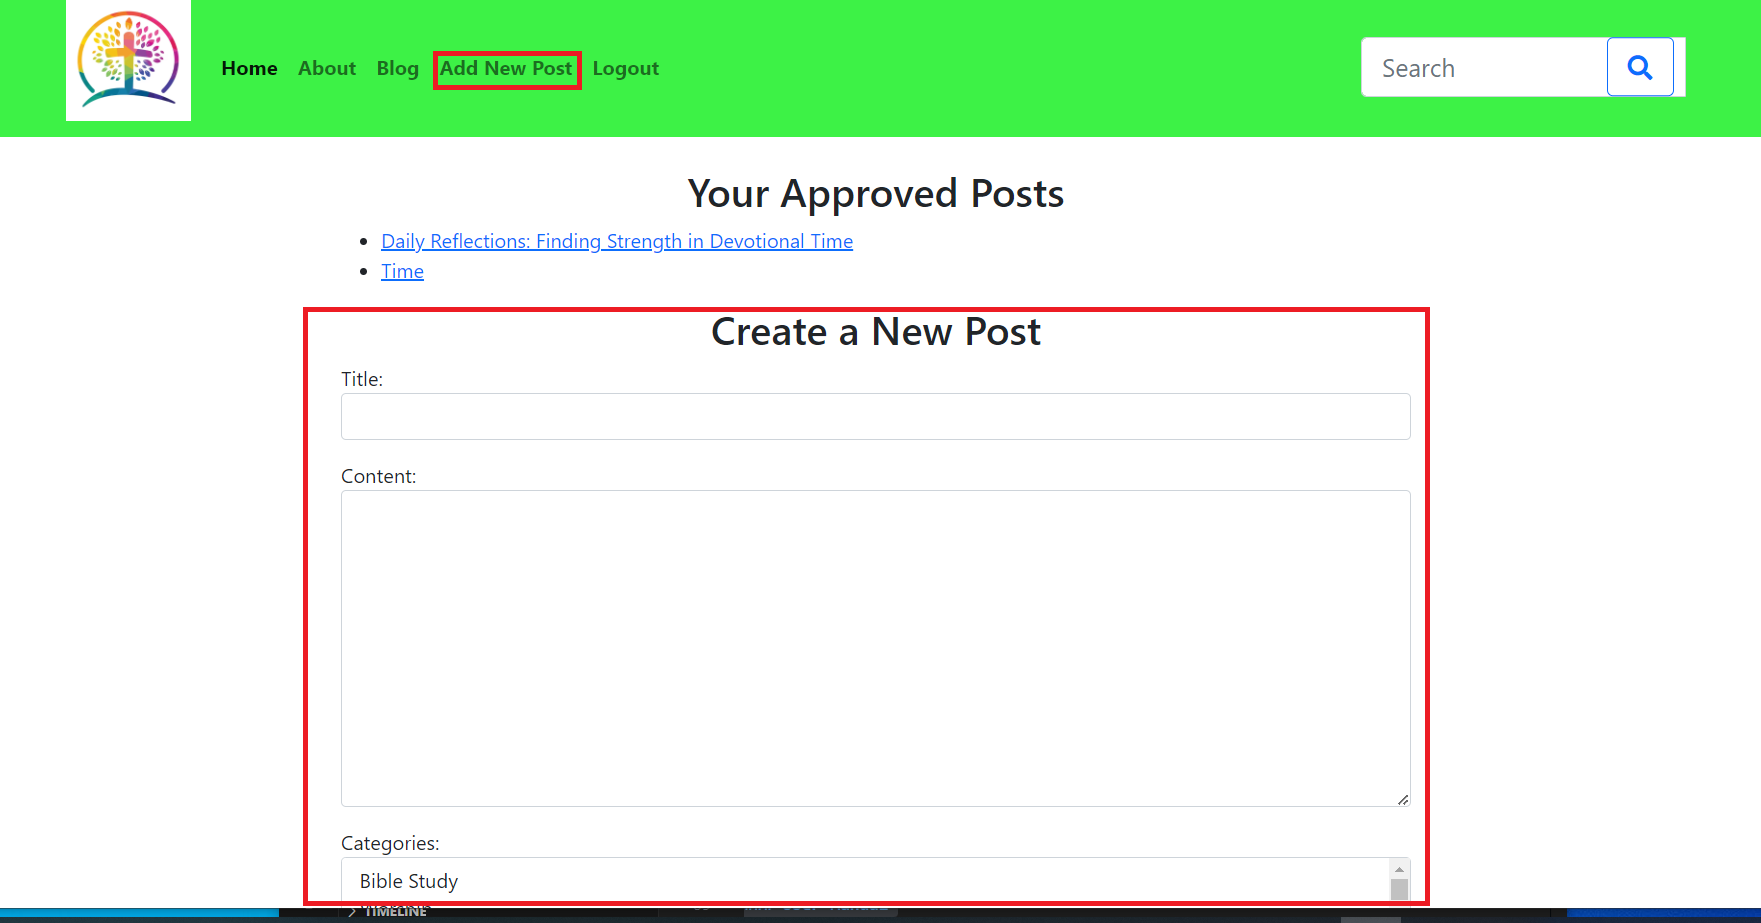 Home About Blog Add New Post Logout Search
Your Approved Posts
Daily Reflections: Finding Strength in Devotional Time
Time
Create a New Post
Title:
Content:
Categories:
Bible Study
TIMELINE